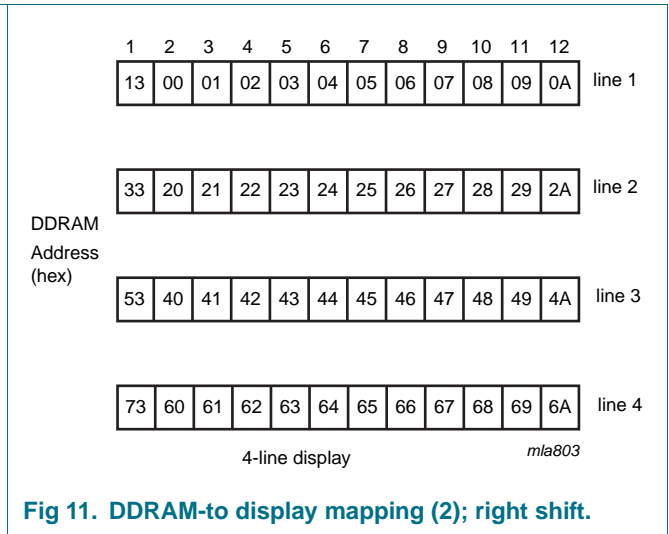 1 2 3 4 5 6 7 8 9 10 11 12
13 00 01 02 03 04 05 06 07 08 09 0A line 1
33 20 21 22 23 24 25 26 27 28 29 2A line 2
DDRAM
Address
(hex)
53 40 41 42 43 44 45 46 47 48 49 4A line 3
73 60 61 62 63 64 65 66 67 68 69 6A line 4
4-line display
mla803
Fig 11. DDRAM-to display mapping (2); right shift.